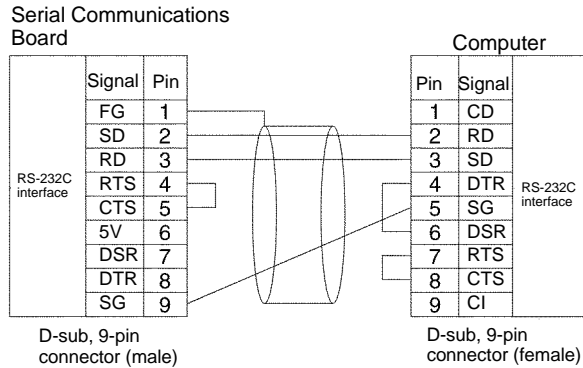 Serial Communications
Board
Computer
Signal Pin
Pin Signal
FG 1
1 CD
SD 2
2 RD
RD 3
3 SD
RS-232C
interface
RTS 4
4 DTR
RS-232C
interface
CTS 5
5 SG
5V 6
6 DSR
DSR 7
7 RTS
DTR 8
8 CTS
SG 9
9 CI
D-sub, 9-pin
connector (male)
D-sub, 9-pin
connector (female)